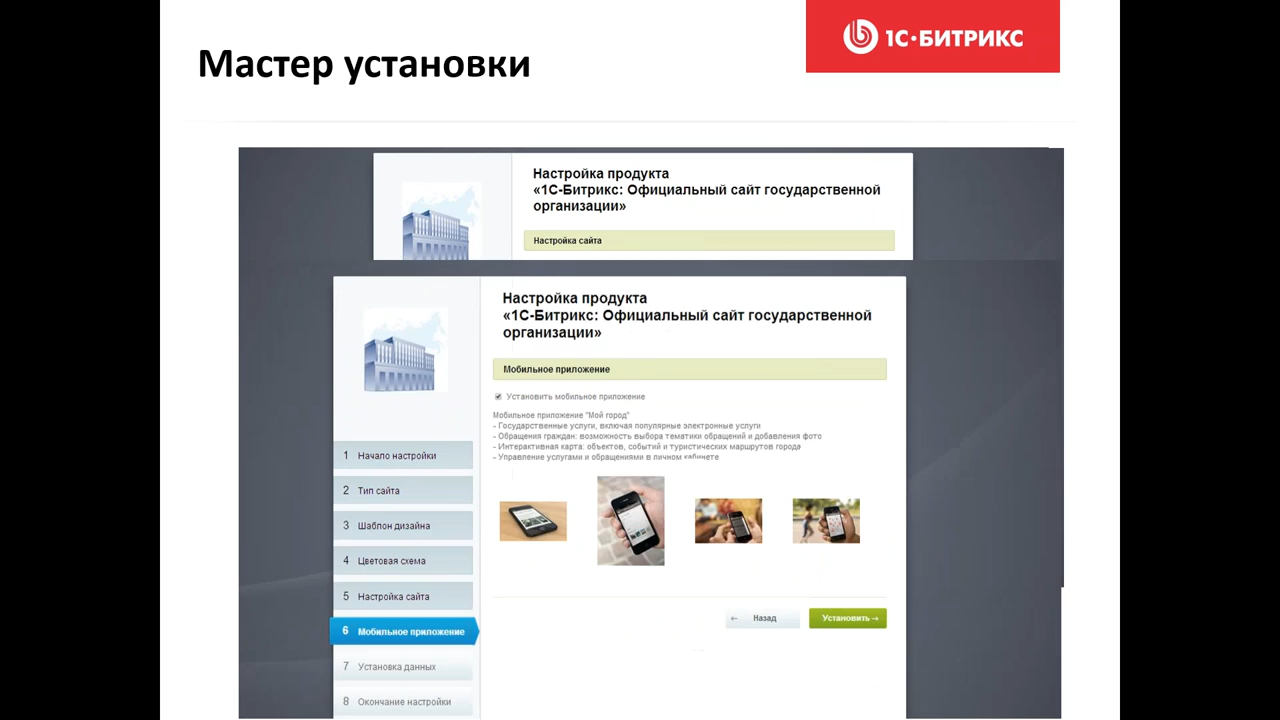 Мастер установки
1С·БИТРИКС
Настройка продукта
«1С-Битрикс: Официальный сайт государственной
организации»
Настройка сайта
Настройка продукта
«1С-Битрикс: Официальный сайт государственной
организации»
Мобильное приложение
Установить мобильное приложение
Мобильное приложение "Мой город"
- Государственные услуги, включая популярные электронные услуги
- Обращения граждан: возможность выбора тематики обращений и добавления фото
- Интерактивная карта: объектов, событий и туристических маршрутов города
- Управление услугами и обращениями в личном кабинете
1 Начало настройки
2 Тип сайта
3 Шаблон дизайна
4 Цветовая схема
5 Настройка сайта
6 Мобильное приложение
7 Установка данных
8 Окончание настройки
← Назад
Установить →